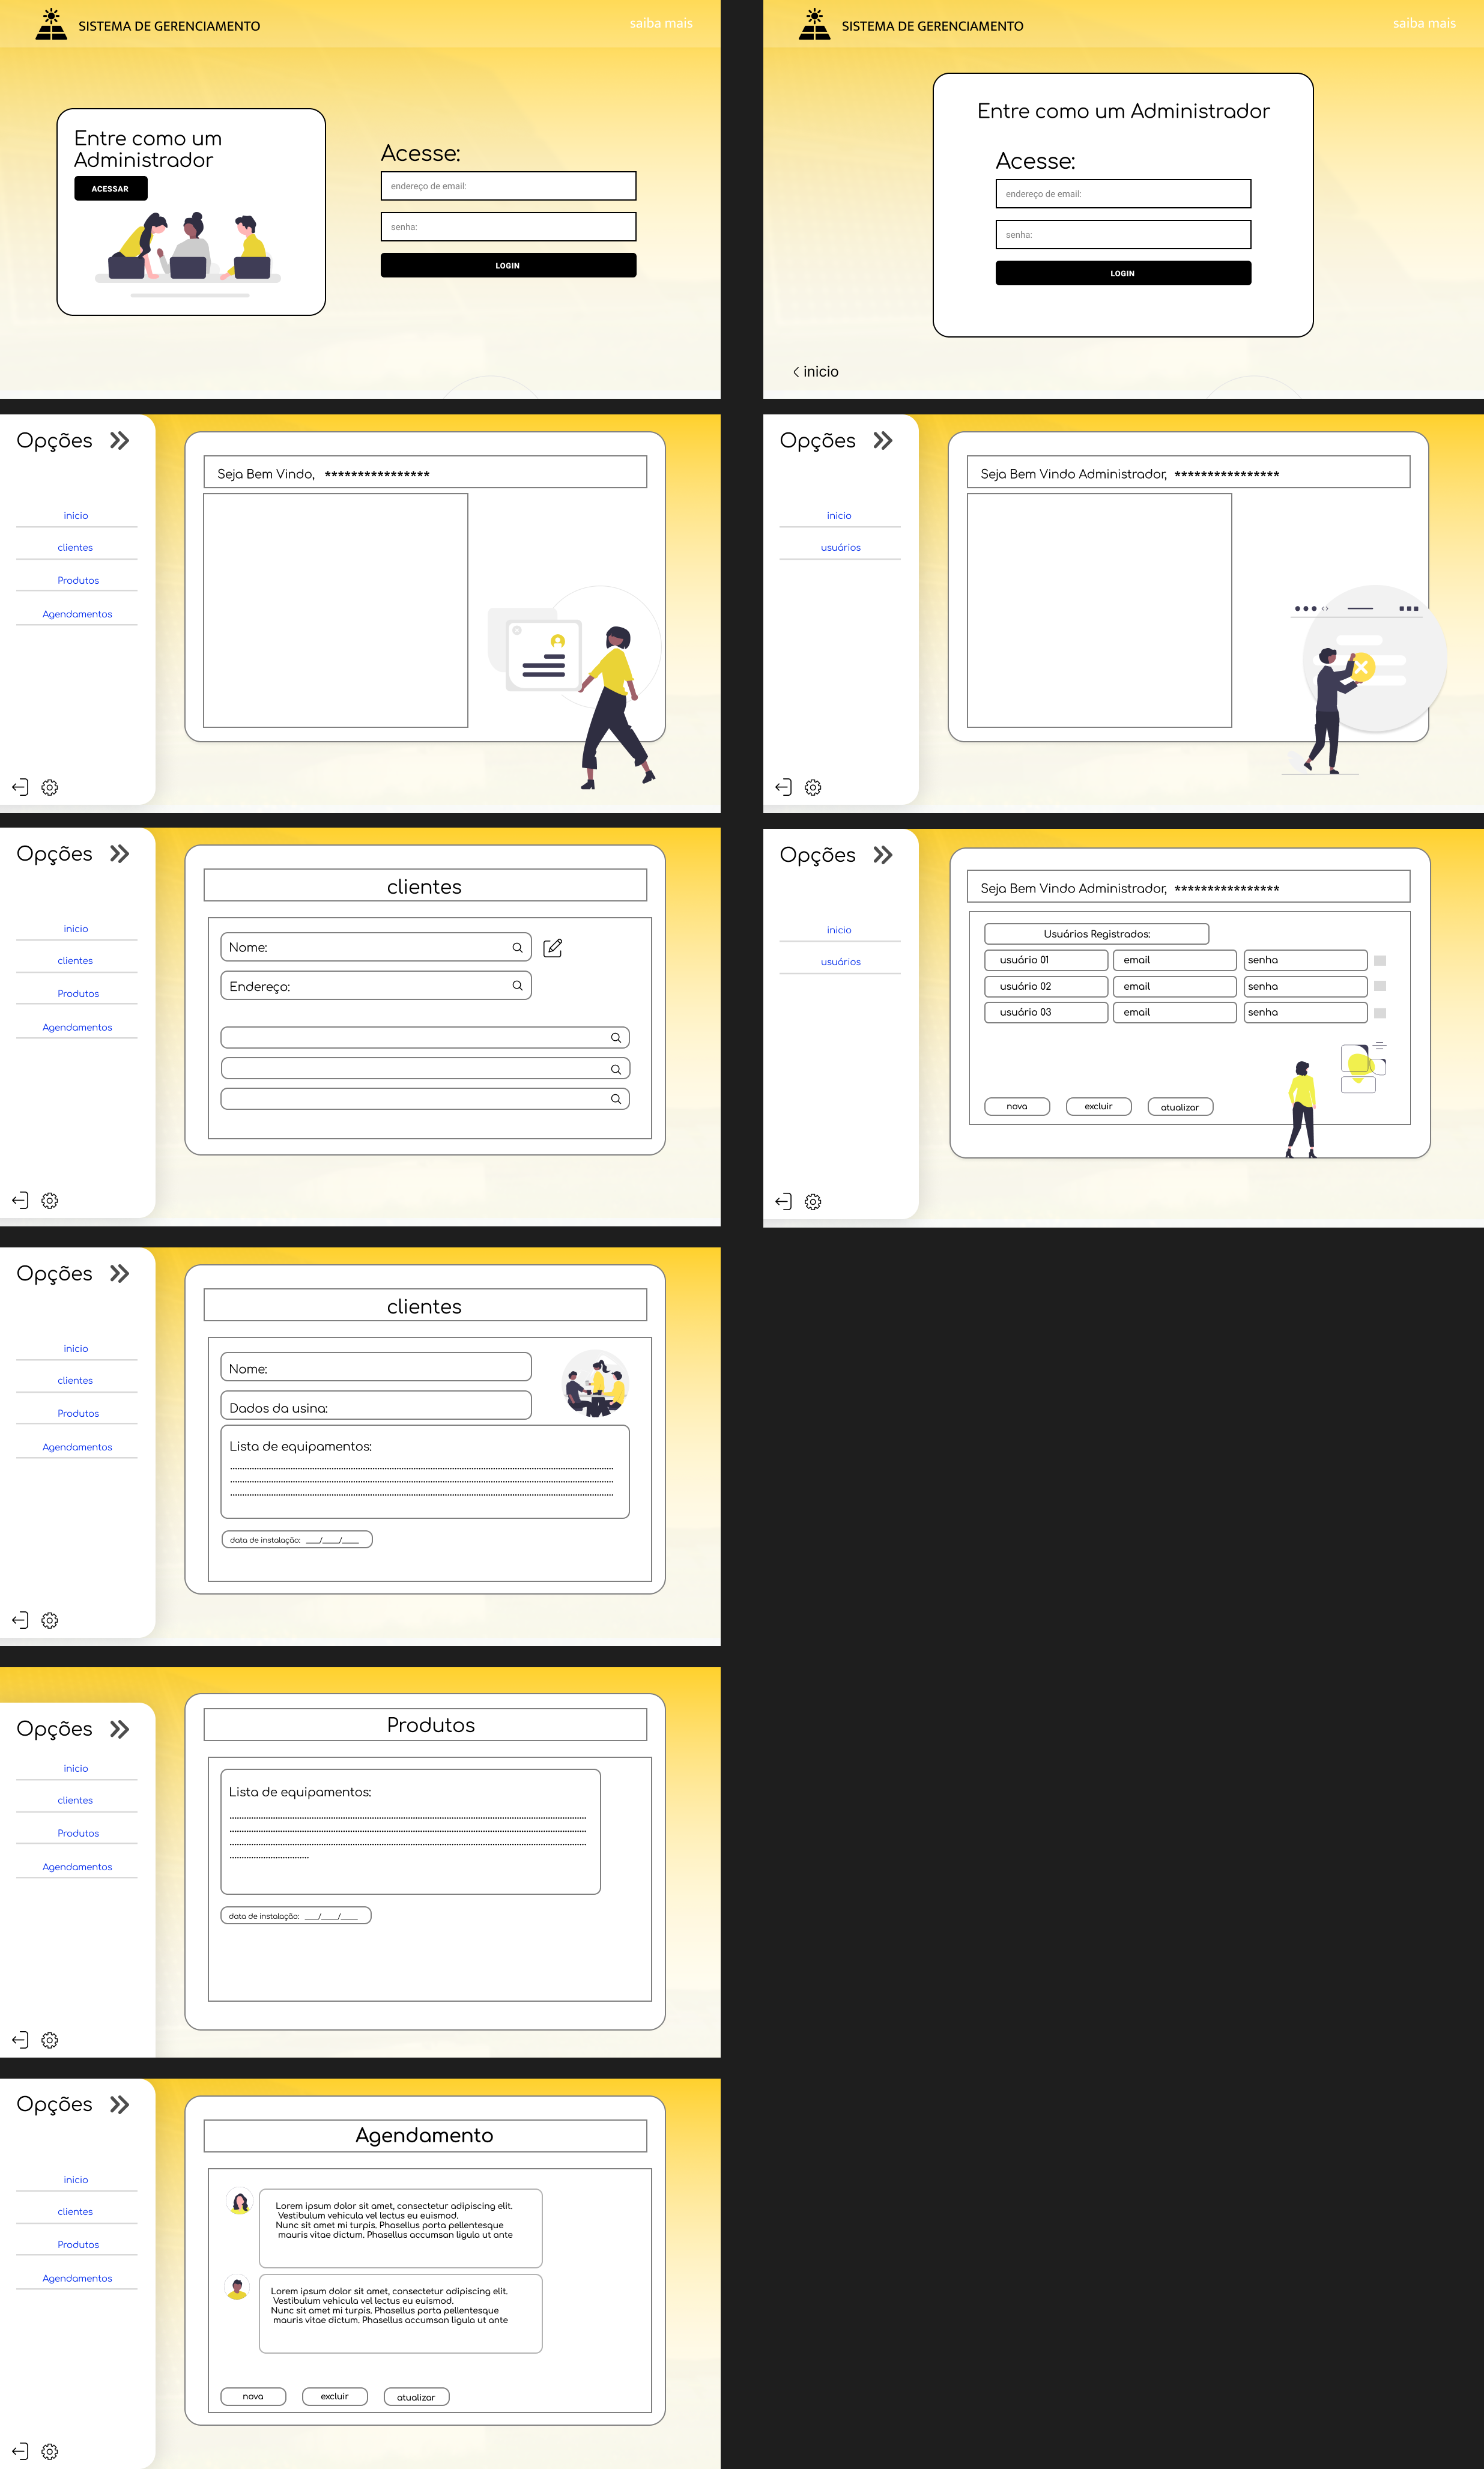 SISTEMA DE GERENCIAMENTO
saiba mais
Entre como um
Administrador
ACESSAR
Acesse:
endereço de email:
senha:
LOGIN
SISTEMA DE GERENCIAMENTO
saiba mais
Entre como um Administrador
Acesse:
endereço de email:
senha:
LOGIN
inicio
Opções
inicio
clientes
Produtos
Agendamentos
Seja Bem Vindo, ****************
Opções
inicio
usuários
Seja Bem Vindo Administrador, ****************
Opções
inicio
clientes
Produtos
Agendamentos
clientes
Nome:
Endereço:
Opções
inicio
usuários
Seja Bem Vindo Administrador, ****************
Usuários Registrados:
usuário 01 email senha
usuário 02 email senha
usuário 03 email senha
nova excluir atualizar
Opções
inicio
clientes
Produtos
Agendamentos
clientes
Nome:
Dados da usina:
Lista de equipamentos:
data de instalação: ___/____/____
Opções
inicio
clientes
Produtos
Agendamentos
Produtos
Lista de equipamentos:
data de instalação: ___/____/____
Opções
inicio
clientes
Produtos
Agendamentos
Agendamento
Lorem ipsum dolor sit amet, consectetur adipiscing elit.
Vestibulum vehicula vel lectus eu euismod.
Nunc sit amet mi turpis. Phasellus porta pellentesque
mauris vitae dictum. Phasellus accumsan ligula ut ante
Lorem ipsum dolor sit amet, consectetur adipiscing elit.
Vestibulum vehicula vel lectus eu euismod.
Nunc sit amet mi turpis. Phasellus porta pellentesque
mauris vitae dictum. Phasellus accumsan ligula ut ante
nova excluir atualizar